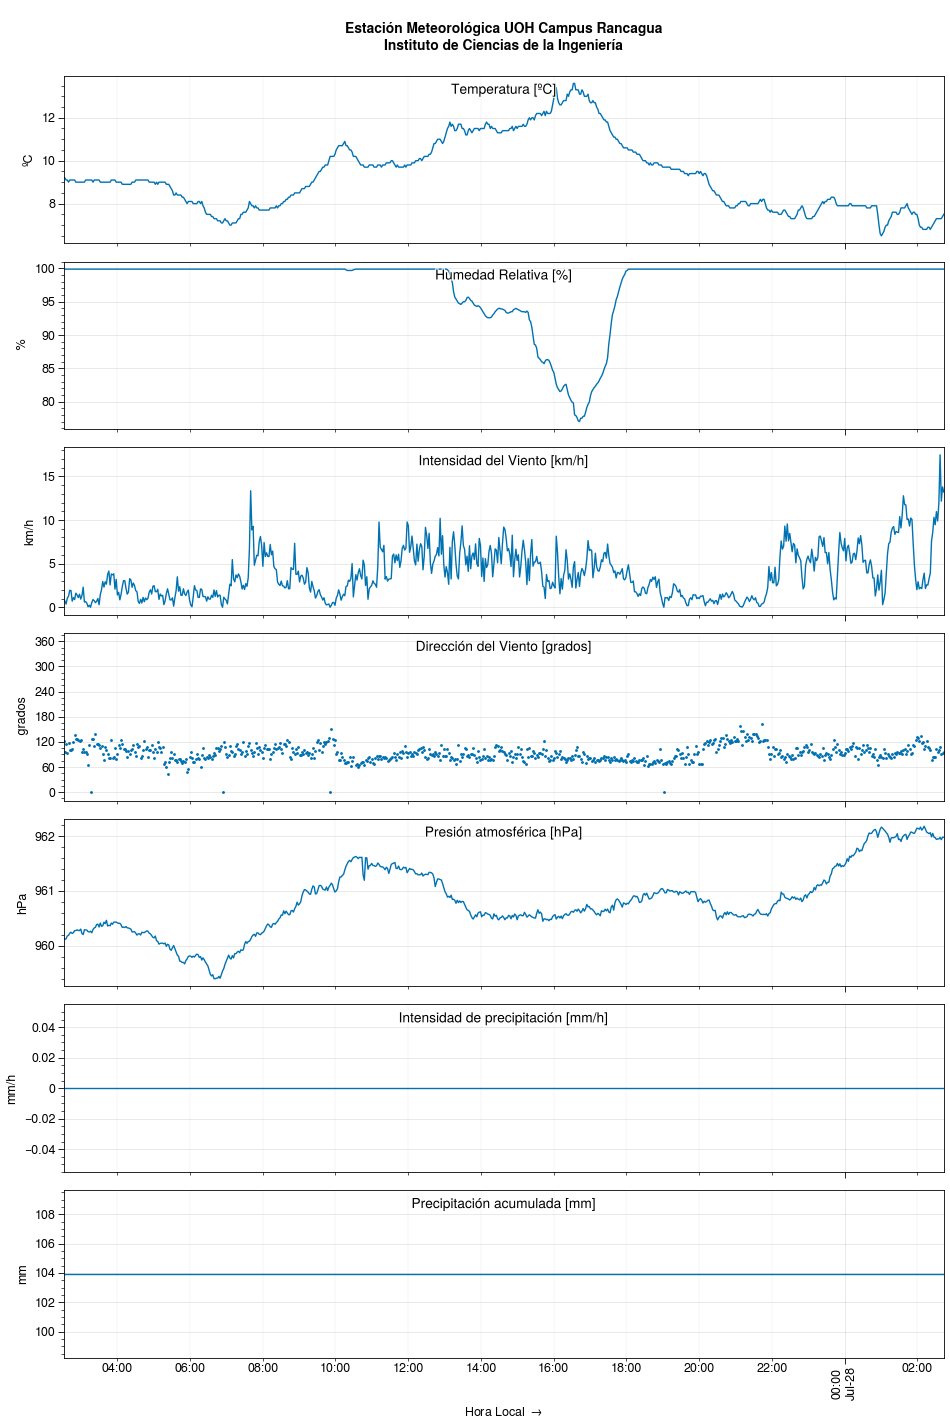 Estación Meteorológica UOH Campus Rancagua
Instituto de Ciencias de la Ingeniería
Temperatura [ºC]
ºC
12
10
8
Humedad Relativa [%]
%
100
95
90
85
80
Intensidad del Viento [km/h]
km/h
15
10
5
0
Dirección del Viento [grados]
grados
360
300
240
180
120
60
0
Presión atmosférica [hPa]
hPa
962
961
960
Intensidad de precipitación [mm/h]
mm/h
0.04
0.02
0
−0.02
−0.04
Precipitación acumulada [mm]
mm
108
106
104
102
100
04:00 06:00 08:00 10:00 12:00 14:00 16:00 18:00 20:00 22:00 00:00 02:00
Jul-28
Hora Local →